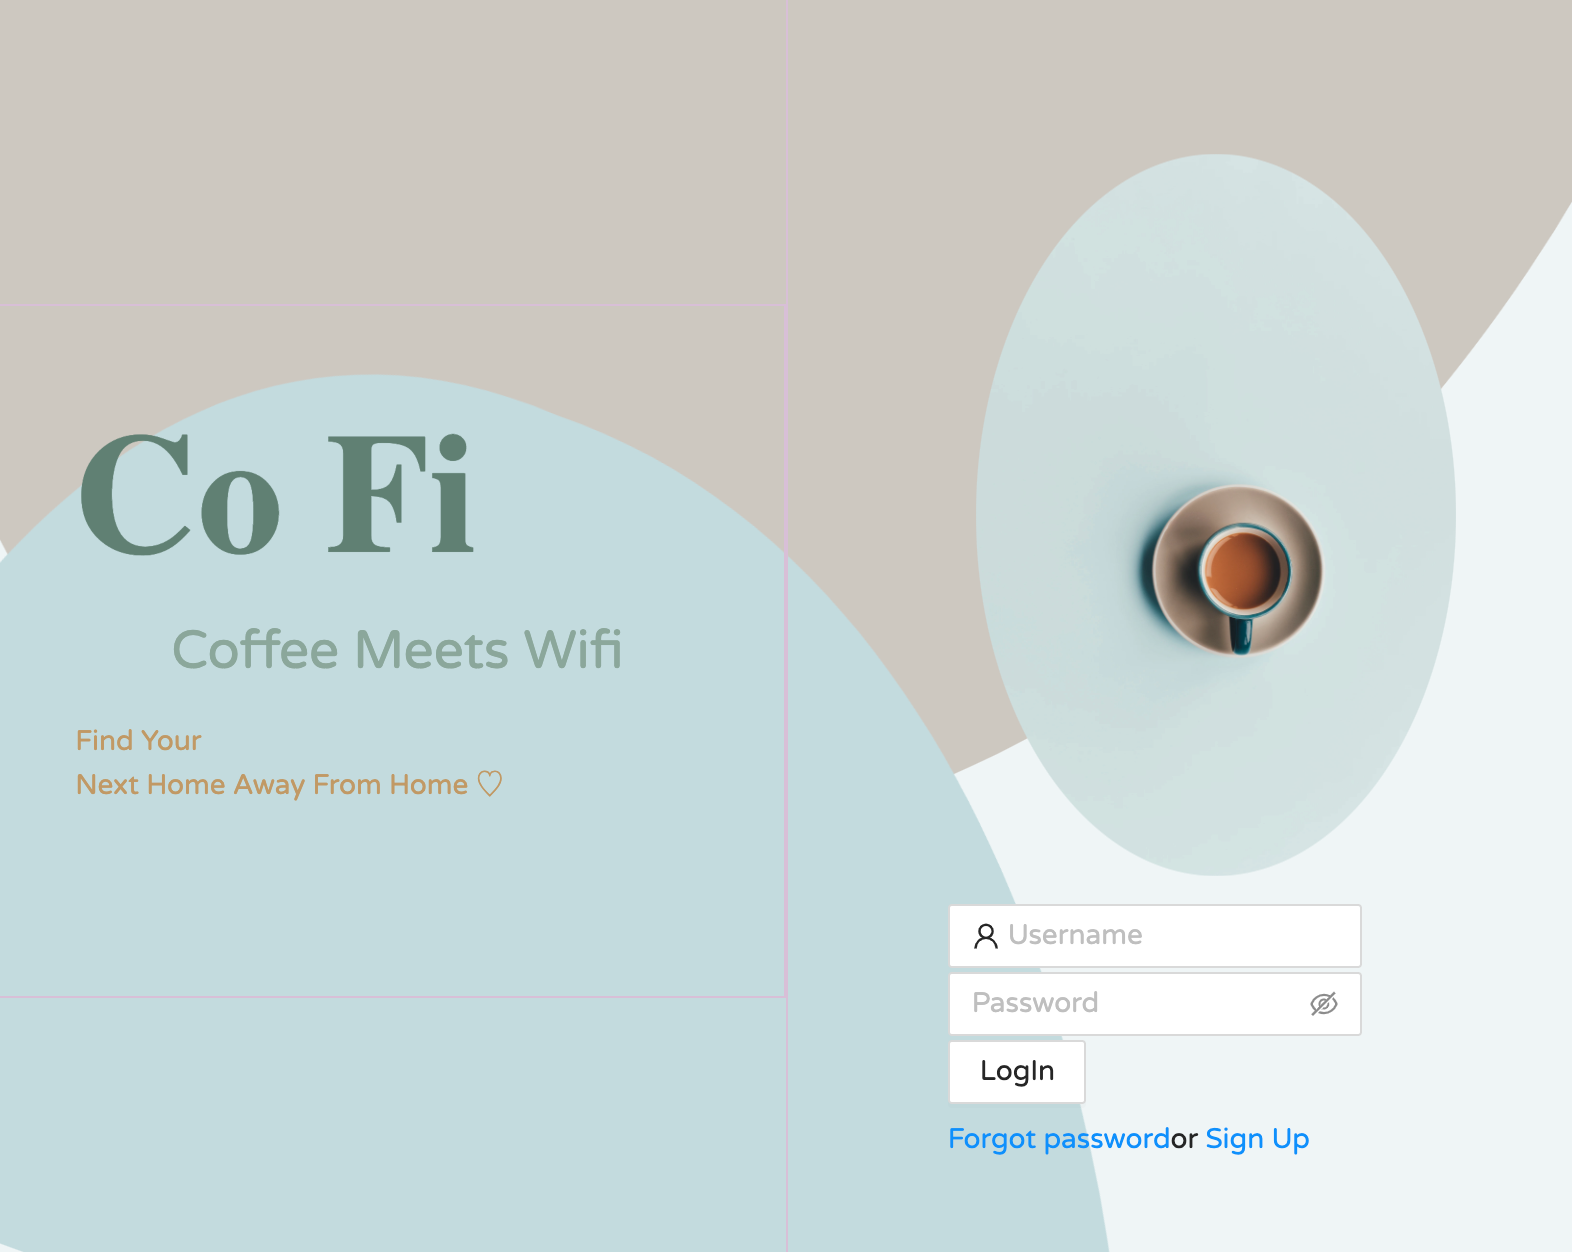 Co Fi
Coffee Meets Wifi
Find Your
Next Home Away From Home ♡
Username
Password
LogIn
Forgot passwordor Sign Up